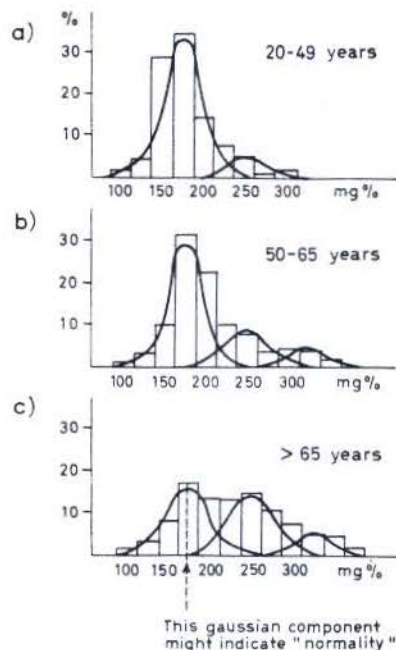 a)
%
30
20
10
20-49 years
100 150 200 250 300 mg%
b)
30
20
10
50-65 years
100 150 200 250 300 mg%
c)
30
20
10
> 65 years
100 150 200 250 300 mg%
This gaussian component
might indicate "normality"